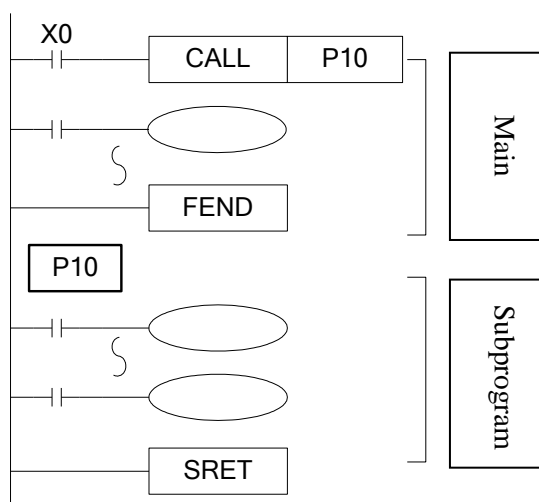 X0
CALL P10
Main
FEND
P10
Subprogram
SRET